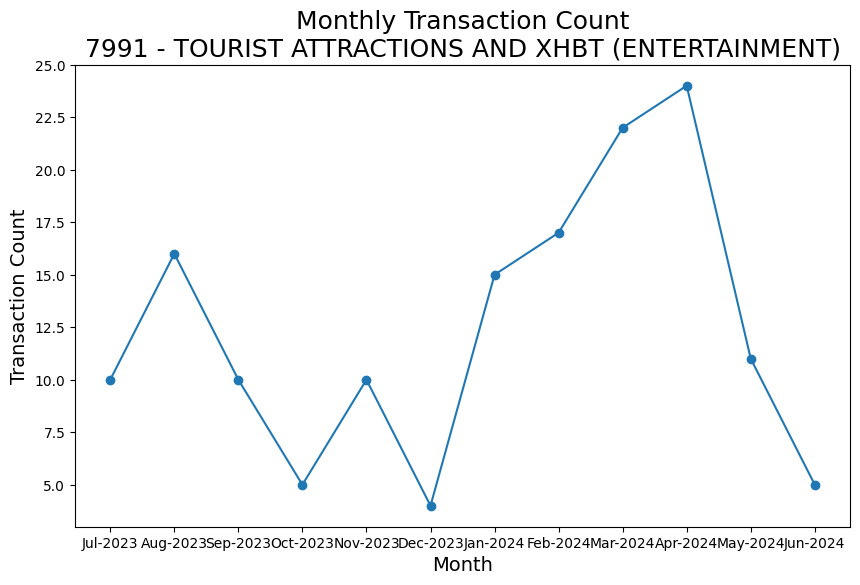 Monthly Transaction Count
7991 - TOURIST ATTRACTIONS AND XHBT (ENTERTAINMENT)
25.0
22.5
20.0
17.5
15.0
12.5
10.0
7.5
5.0
Transaction Count
Jul-2023 Aug-2023 Sep-2023 Oct-2023 Nov-2023 Dec-2023 Jan-2024 Feb-2024 Mar-2024 Apr-2024 May-2024 Jun-2024
Month